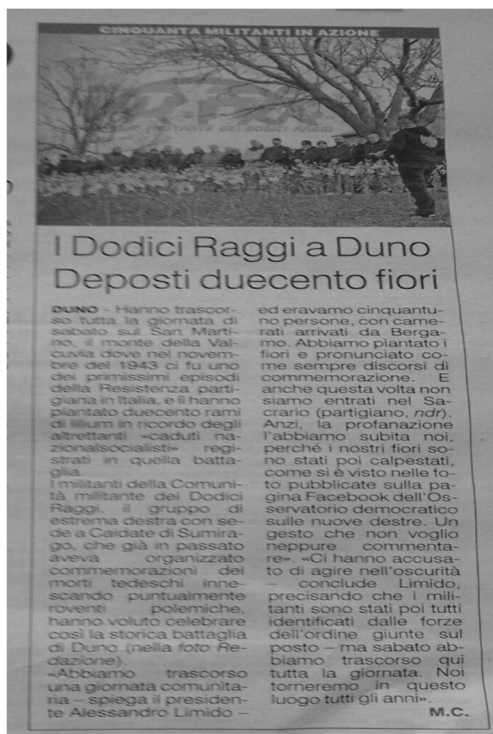 CINQUANTA MILITANTI IN AZIONE
I Dodici Raggi a Duno
Deposti duecento fiori
DUNO - Hanno trascor-
so tutta la giornata di
sabato sul San Marti-
no, il monte della Val-
cuvia dove nel novem-
bre del 1943 ci fu uno
dei primissimi episodi
della Resistenza parti-
giana in Italia, e lì hanno
piantato duecento rami
di lilium in ricordo degli
altrettanti «caduti na-
zionalsocialisti» regi-
strati in quella batta-
glia.
I militanti della Comuni-
tà militante dei Dodici
Raggi, il gruppo di
estrema destra con se-
de a Caidate di Sumira-
go, che già in passato
aveva organizzato
commemorazioni dei
morti tedeschi inne-
scando puntualmente
roventi polemiche,
hanno voluto celebrare
così la storica battaglia
di Duno (nella foto Re-
dazione).
«Abbiamo trascorso
una giornata comunita-
ria – spiega il presiden-
te Alessandro Limido –
ed eravamo cinquantu-
no persone, con came-
rati arrivati da Berga-
mo. Abbiamo piantato i
fiori e pronunciato co-
me sempre discorsi di
commemorazione. E
anche questa volta non
siamo entrati nel Sa-
crario (partigiano, ndr).
Anzi, la profanazione
l'abbiamo subita noi,
perché i nostri fiori so-
no stati poi calpestati,
come si è visto nelle fo-
to pubblicate sulla pa-
gina Facebook dell'Os-
servatorio democratico
sulle nuove destre. Un
gesto che non voglio
neppure commenta-
re». «Ci hanno accusa-
to di agire nell'oscurità
– conclude Limido,
precisando che i mili-
tanti sono stati poi tutti
identificati dalle forze
dell'ordine giunte sul
posto – ma sabato ab-
biamo trascorso qui
tutta la giornata. Noi
torneremo in questo
luogo tutti gli anni».
M.C.